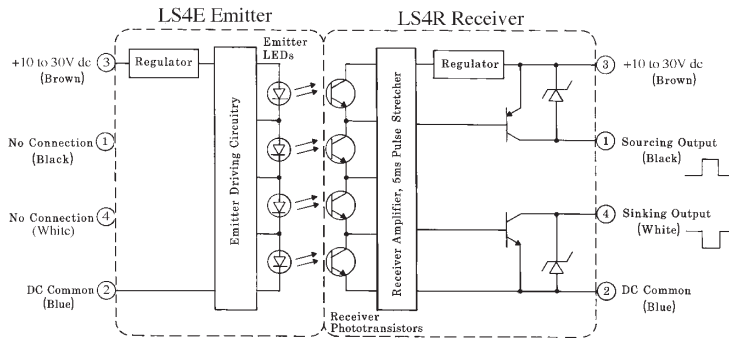 LS4E Emitter
LS4R Receiver
Emitter
LEDs
+10 to 30V dc
(Brown)
3
Regulator
No Connection
(Black)
1
No Connection
(White)
4
DC Common
(Blue)
2
Emitter Driving Circuitry
Receiver Amplifier, 5ms Pulse Stretcher
Regulator
Receiver
Phototransistors
3
+10 to 30V dc
(Brown)
1
Sourcing Output
(Black)
4
Sinking Output
(White)
2
DC Common
(Blue)